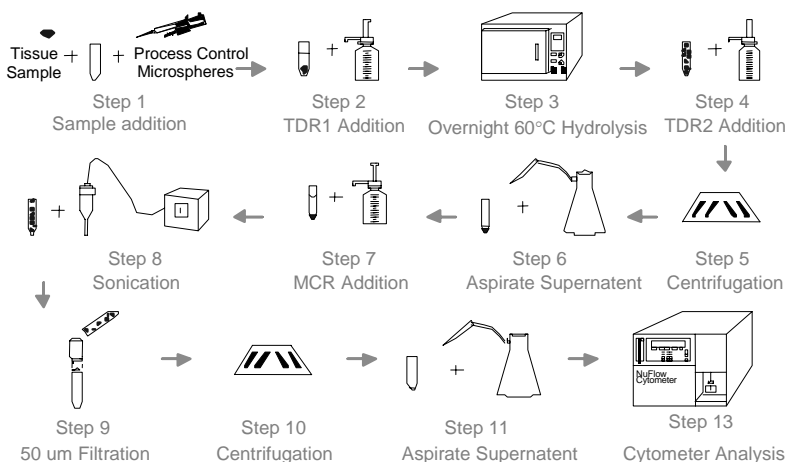 Tissue Sample + + Process Control Microspheres
Step 1
Sample addition
+
Step 2
TDR1 Addition
Step 3
Overnight 60°C Hydrolysis
+
Step 4
TDR2 Addition
Step 5
Centrifugation
+
Step 6
Aspirate Supernatent
+
Step 7
MCR Addition
+
Step 8
Sonication
Step 9
50 um Filtration
Step 10
Centrifugation
+
Step 11
Aspirate Supernatent
NuFlow
Cytometer
Step 13
Cytometer Analysis